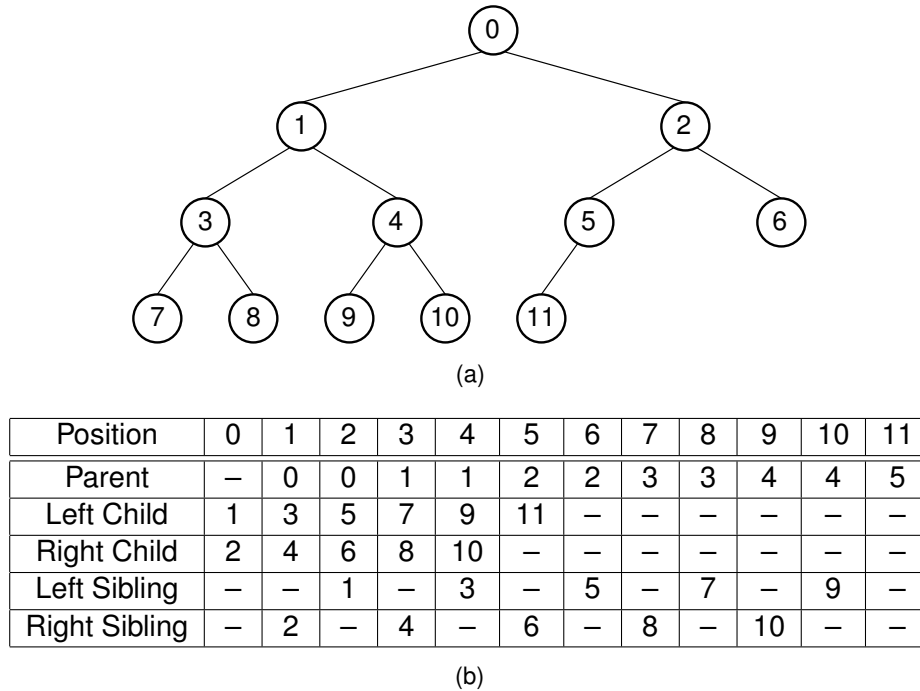 0
1 2
3 4 5 6
7 8 9 10 11
(a)
Position 0 1 2 3 4 5 6 7 8 9 10 11
Parent – 0 0 1 1 2 2 3 3 4 4 5
Left Child 1 3 5 7 9 11 – – – – – –
Right Child 2 4 6 8 10 – – – – – – –
Left Sibling – – 1 – 3 – 5 – 7 – 9 –
Right Sibling – 2 – 4 – 6 – 8 – 10 – –
(b)